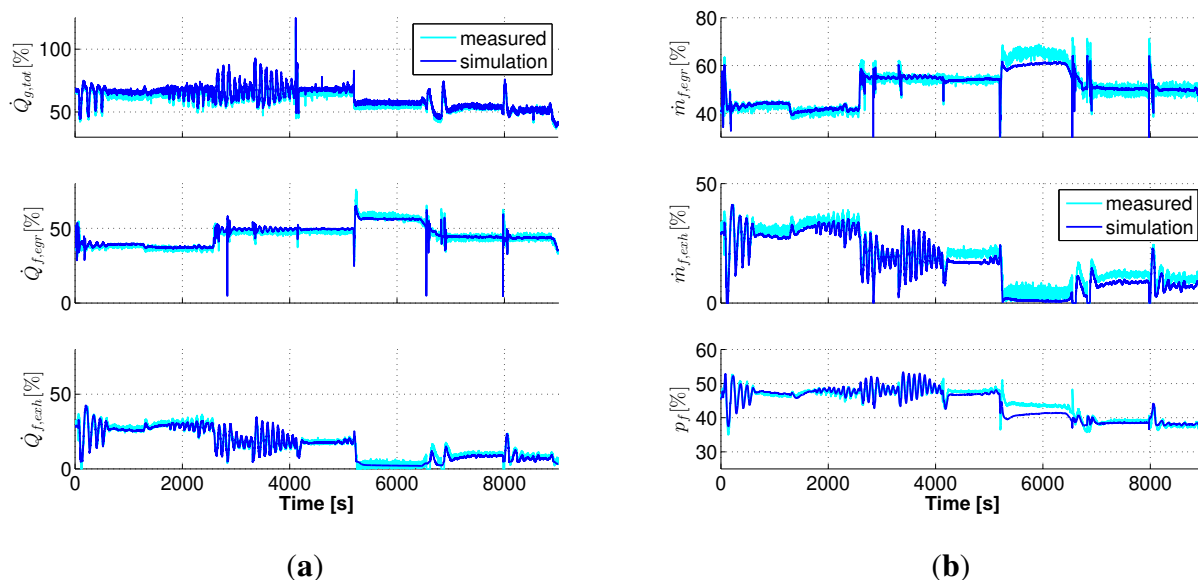 Q̇g,tot [%]
100
50
measured
simulation
Q̇f,egr [%]
50
0
Q̇f,exh [%]
50
0
0 2000 4000 6000 8000
Time [s]
(a)
ṁf,egr [%]
80
60
40
ṁf,exh [%]
40
20
0
measured
simulation
pf [%]
60
50
40
30
0 2000 4000 6000 8000
Time [s]
(b)